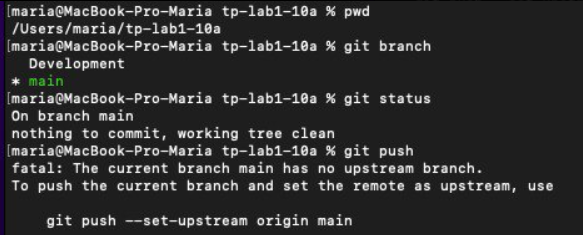 [maria@MacBook-Pro-Maria tp-lab1-10a % pwd
/Users/maria/tp-lab1-10a
[maria@MacBook-Pro-Maria tp-lab1-10a % git branch
  Development
* main
[maria@MacBook-Pro-Maria tp-lab1-10a % git status
On branch main
nothing to commit, working tree clean
[maria@MacBook-Pro-Maria tp-lab1-10a % git push
fatal: The current branch main has no upstream branch.
To push the current branch and set the remote as upstream, use
    git push --set-upstream origin main